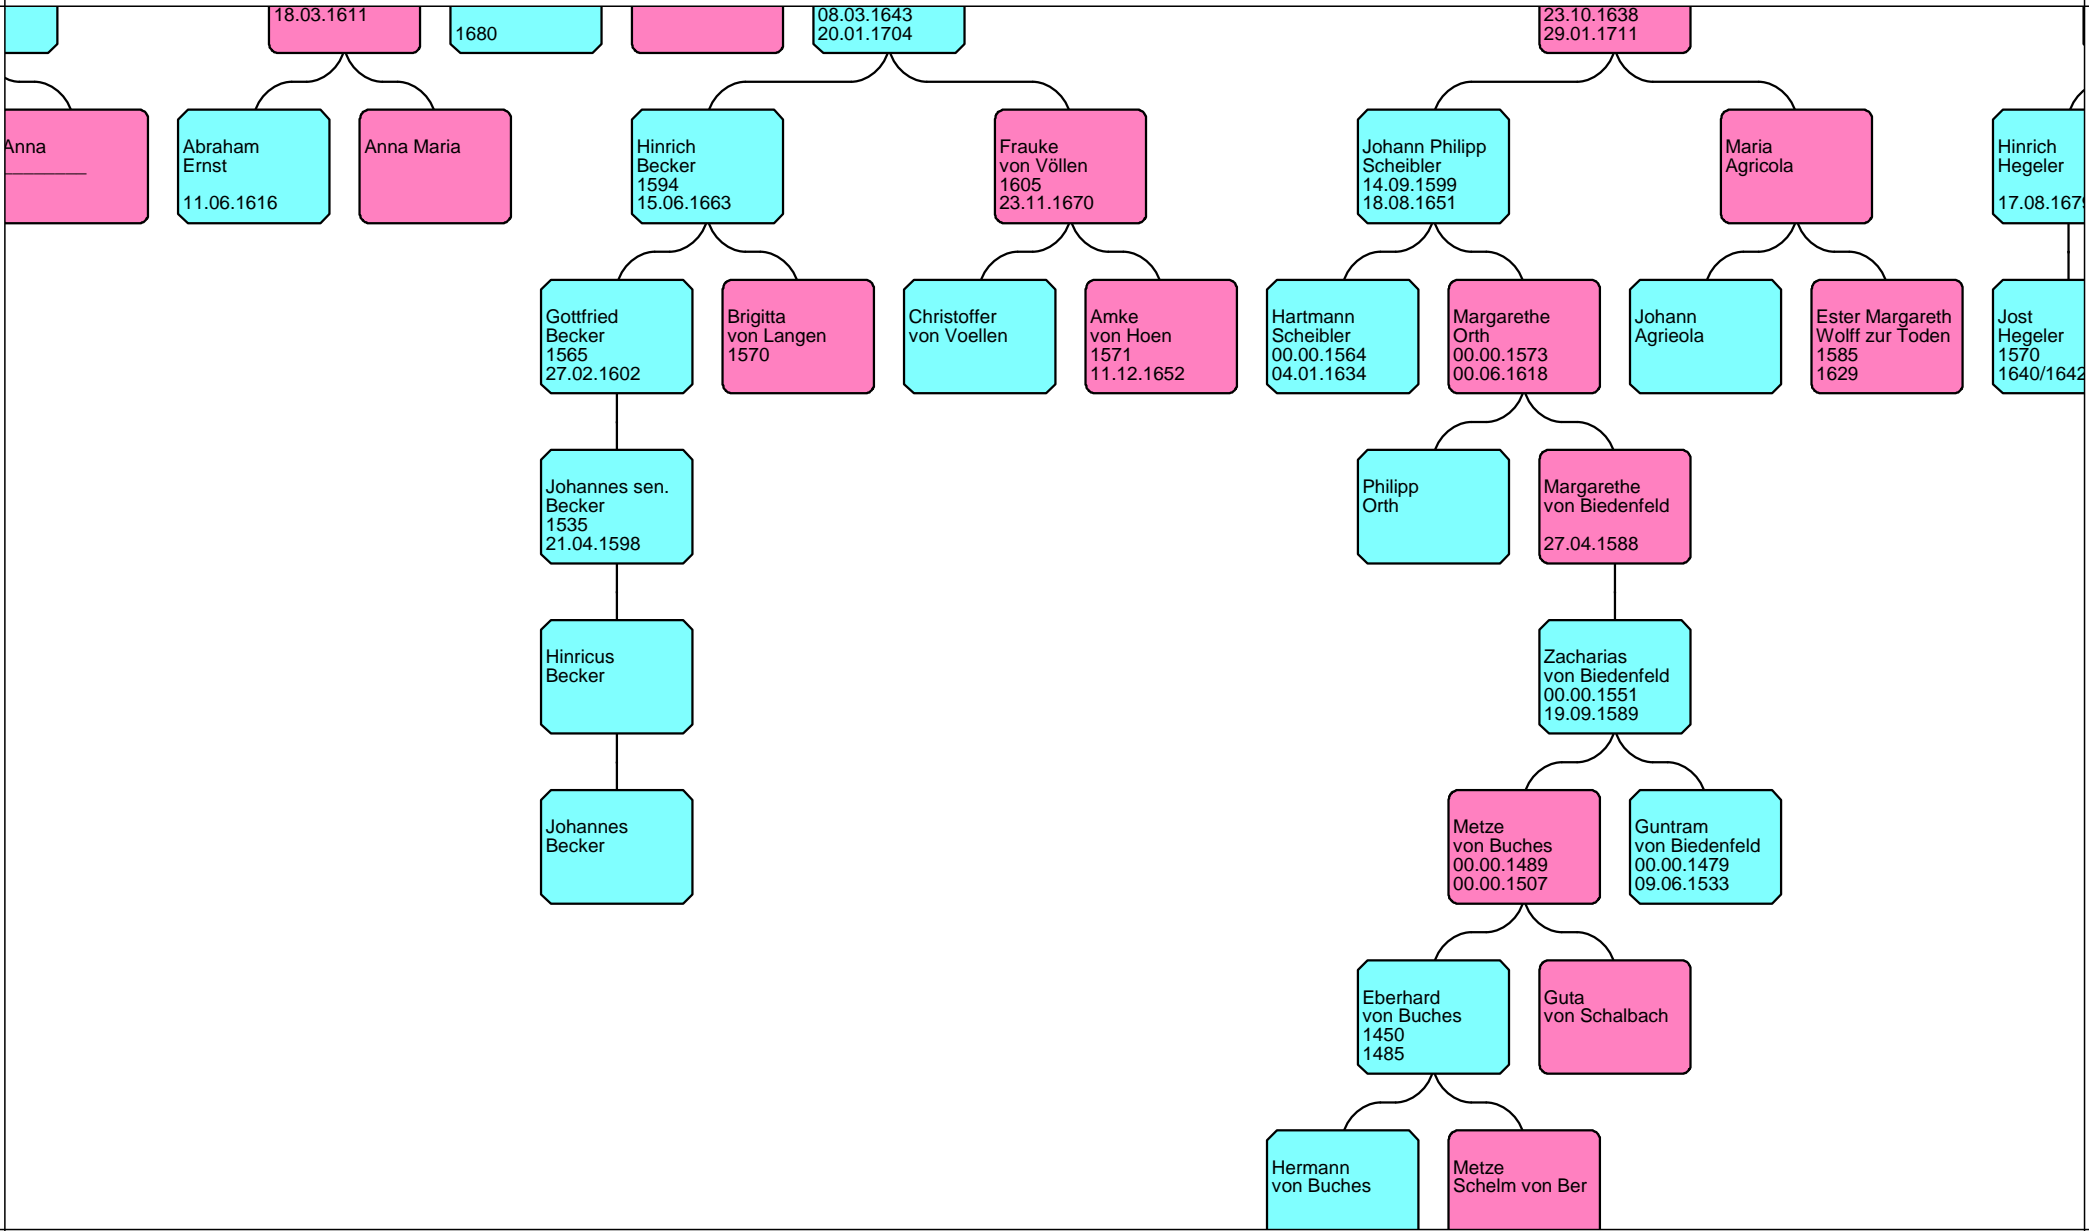 18.03.1611
1680
08.03.1643
20.01.1704
23.10.1638
29.01.1711
Anna
Abraham
Ernst
11.06.1616
Anna Maria
Hinrich
Becker
1594
15.06.1663
Frauke
von Völlen
1605
23.11.1670
Johann Philipp
Scheibler
14.09.1599
18.08.1651
Maria
Agricola
Hinrich
Hegeler
17.08.167
Gottfried
Becker
1565
27.02.1602
Brigitta
von Langen
1570
Christoffer
von Voellen
Amke
von Hoen
1571
11.12.1652
Hartmann
Scheibler
00.00.1564
04.01.1634
Margarethe
Orth
00.00.1573
00.06.1618
Johann
Agrieola
Ester Margareth
Wolff zur Toden
1585
1629
Jost
Hegeler
1570
1640/1642
Johannes sen.
Becker
1535
21.04.1598
Philipp
Orth
Margarethe
von Biedenfeld
27.04.1588
Hinricus
Becker
Zacharias
von Biedenfeld
00.00.1551
19.09.1589
Johannes
Becker
Metze
von Buches
00.00.1489
00.00.1507
Guntram
von Biedenfeld
00.00.1479
09.06.1533
Eberhard
von Buches
1450
1485
Guta
von Schalbach
Hermann
von Buches
Metze
Schelm von Ber